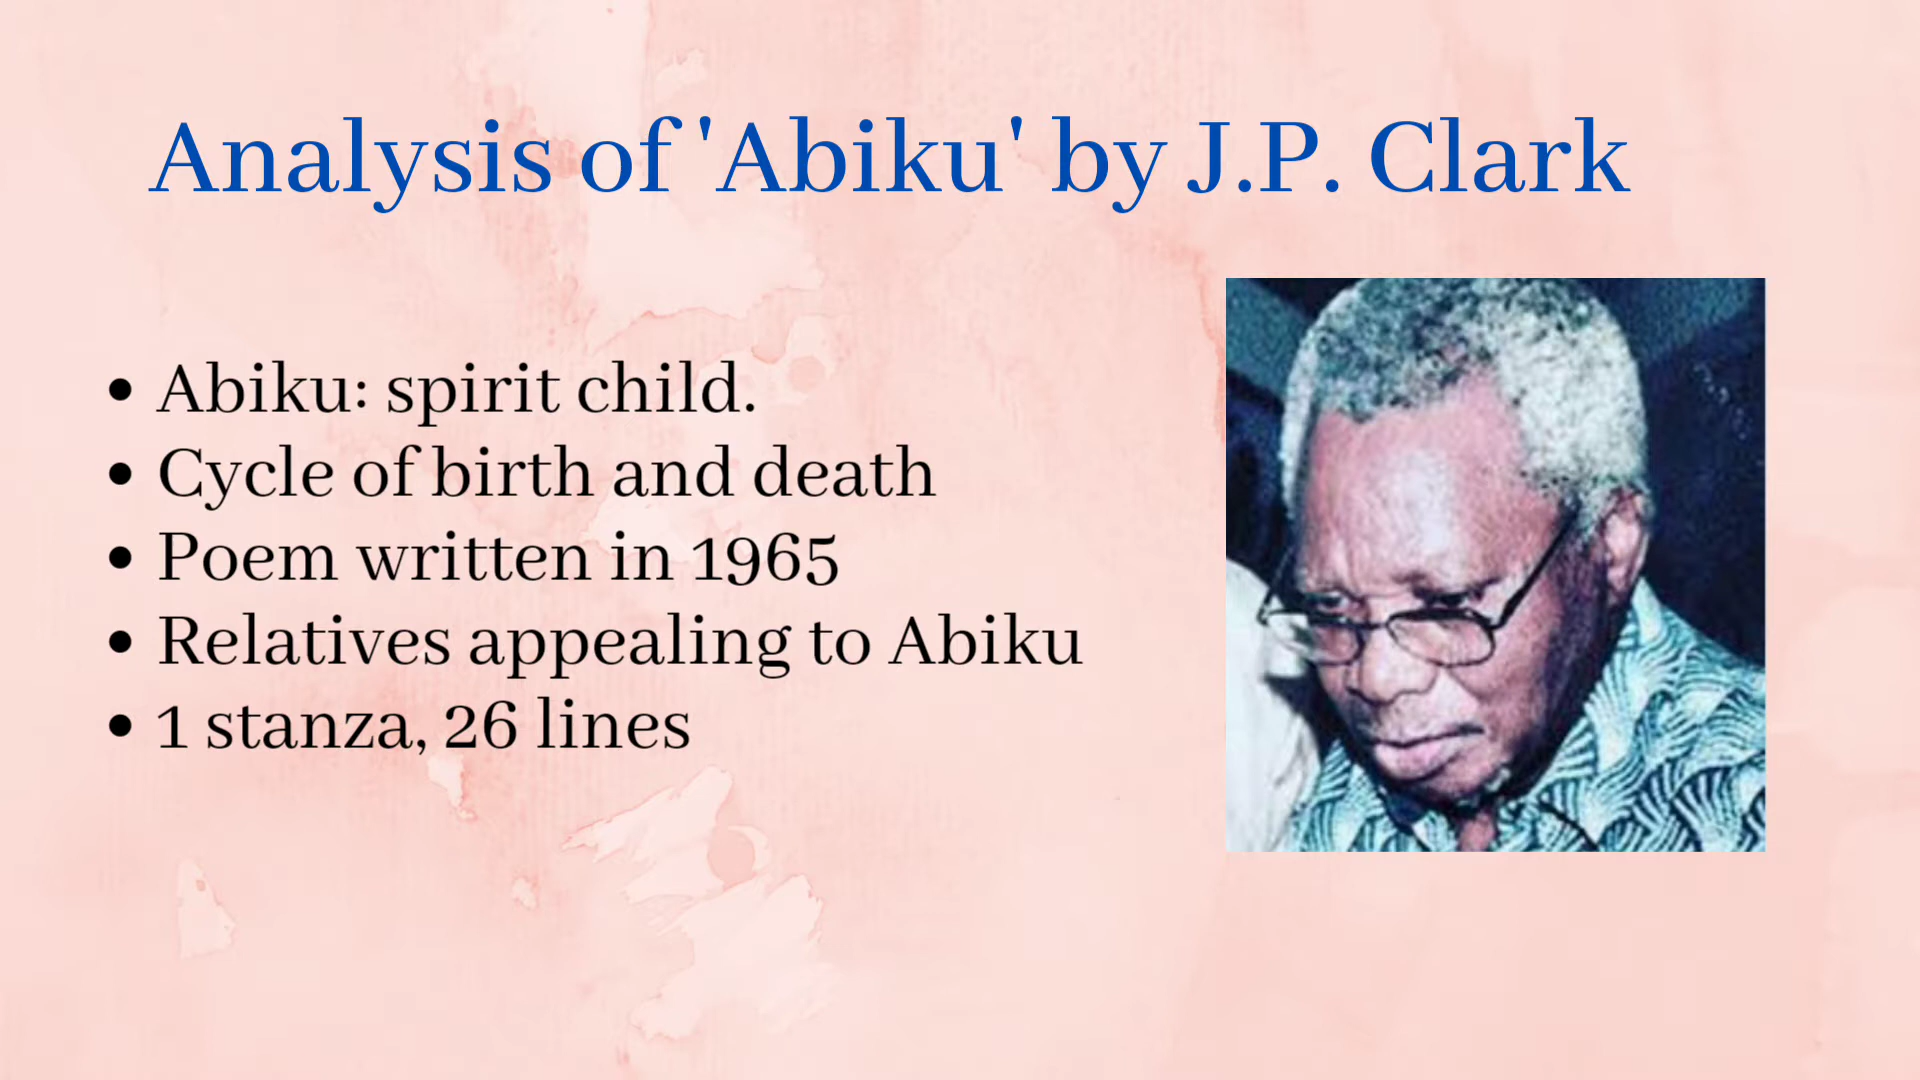 Analysis of 'Abiku' by J.P. Clark
• Abiku: spirit child.
• Cycle of birth and death
• Poem written in 1965
• Relatives appealing to Abiku
• 1 stanza, 26 lines